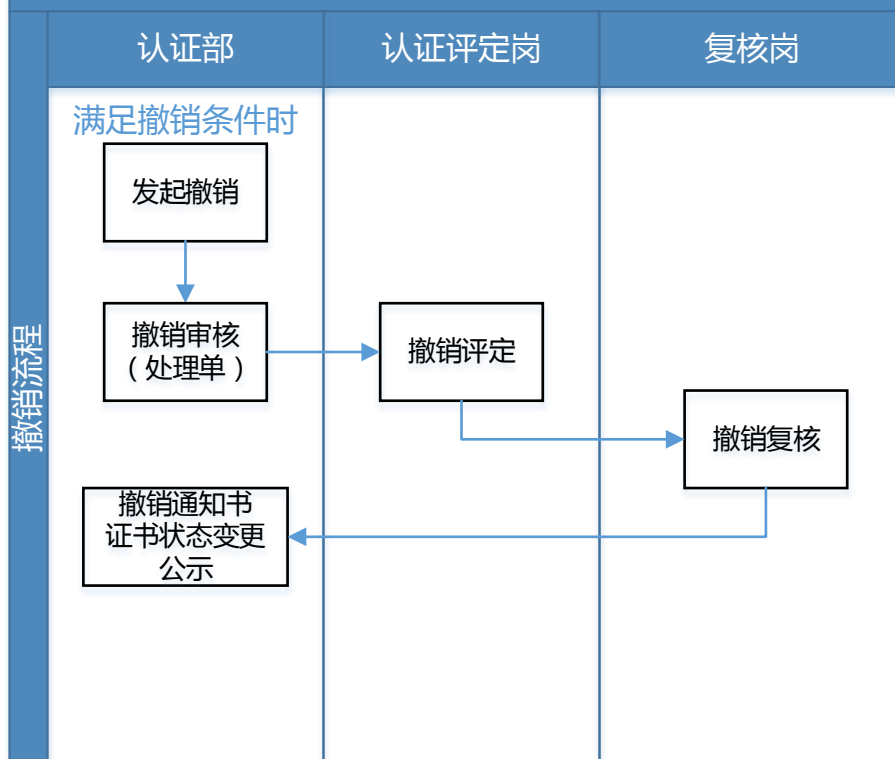 认证部
认证评定岗
复核岗
满足撤销条件时
发起撤销
撤销审核
（处理单）
撤销评定
撤销流程
撤销复核
撤销通知书
证书状态变更
公示